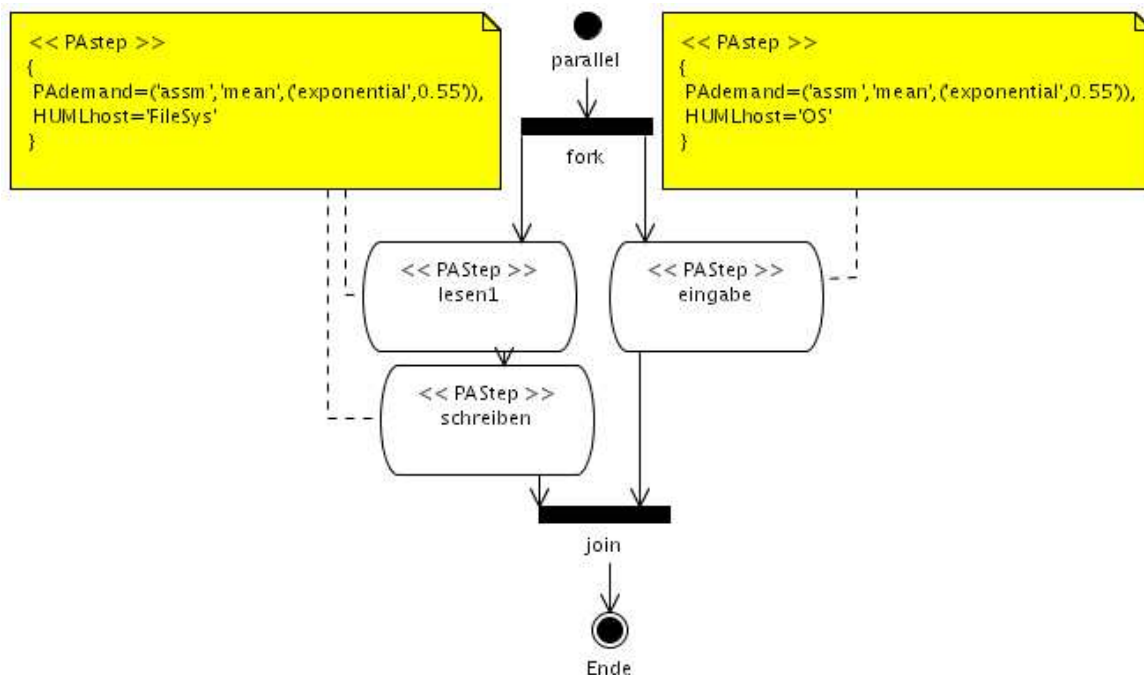 << PAstep >>
{
PAdemand=('assm','mean',('exponential',0.55')),
HUMLhost='FileSys'
}
parallel
<< PAstep >>
{
PAdemand=('assm','mean',('exponential',0.55')),
HUMLhost='OS'
}
fork
<< PAStep >>
lesen1
<< PAStep >>
eingabe
<< PAStep >>
schreiben
join
Ende